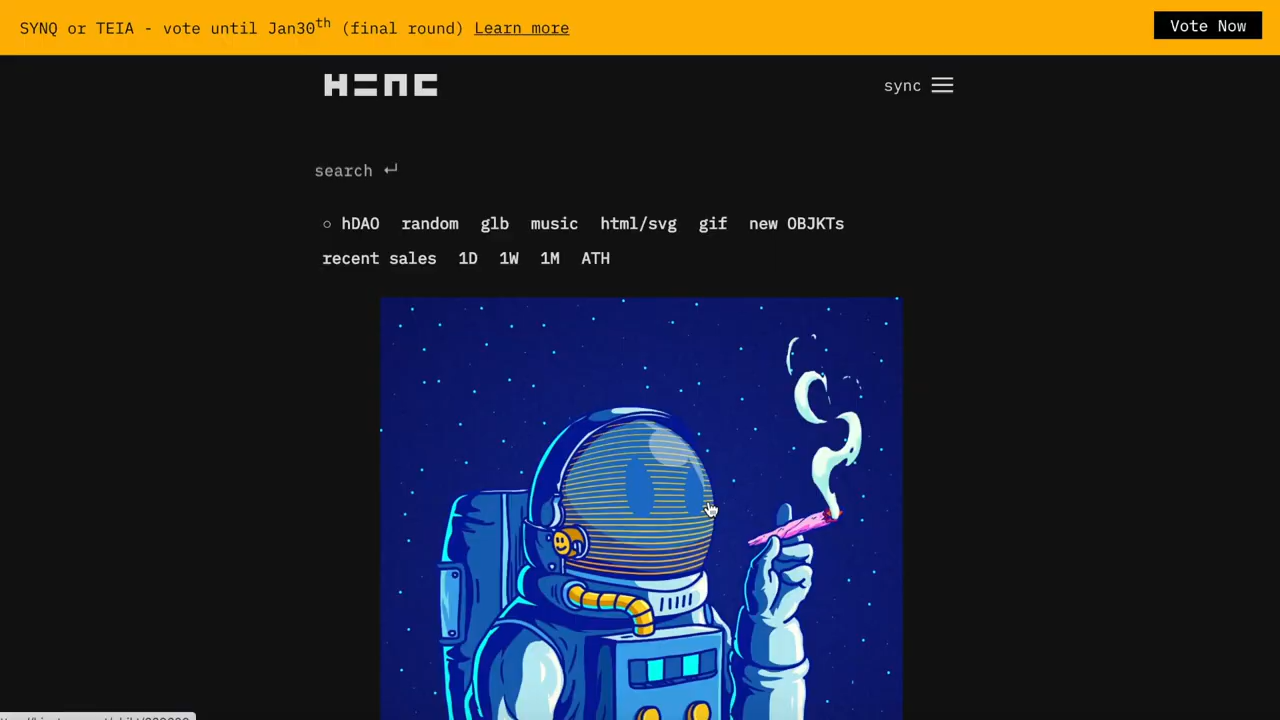 SYNQ or TEIA - vote until Jan30th (final round) Learn more
Vote Now
H=NC
sync
search ↵
○ hDAO random glb music html/svg gif new OBJKTs
recent sales 1D 1W 1M ATH